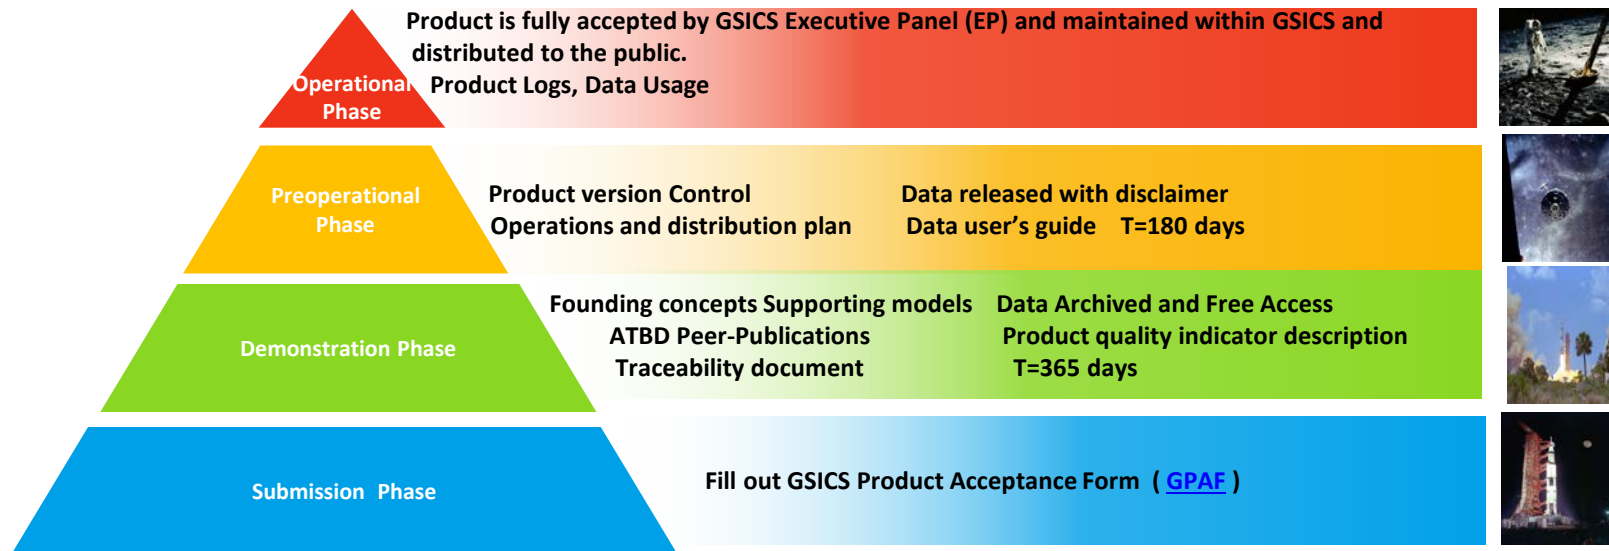 Product is fully accepted by GSICS Executive Panel (EP) and maintained within GSICS and
distributed to the public.
Operational Phase
Product Logs, Data Usage
Preoperational
Phase
Product version Control
Data released with disclaimer
Operations and distribution plan
Data user’s guide T=180 days
Demonstration Phase
Founding concepts Supporting models
Data Archived and Free Access
ATBD Peer-Publications
Product quality indicator description
Traceability document
T=365 days
Submission Phase
Fill out GSICS Product Acceptance Form ( GPAF )